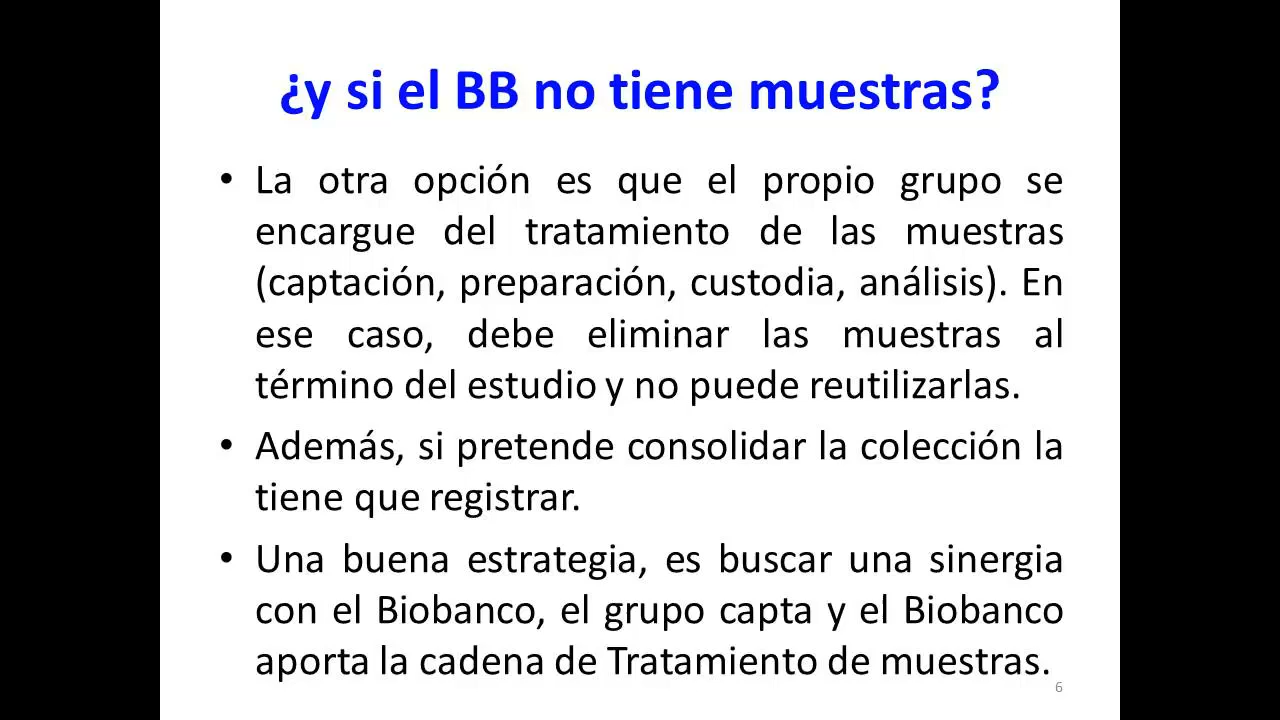 ¿y si el BB no tiene muestras?
• La otra opción es que el propio grupo se
encargue del tratamiento de las muestras
(captación, preparación, custodia, análisis). En
ese caso, debe eliminar las muestras al
término del estudio y no puede reutilizarlas.
• Además, si pretende consolidar la colección la
tiene que registrar.
• Una buena estrategia, es buscar una sinergia
con el Biobanco, el grupo capta y el Biobanco
aporta la cadena de Tratamiento de muestras.
6